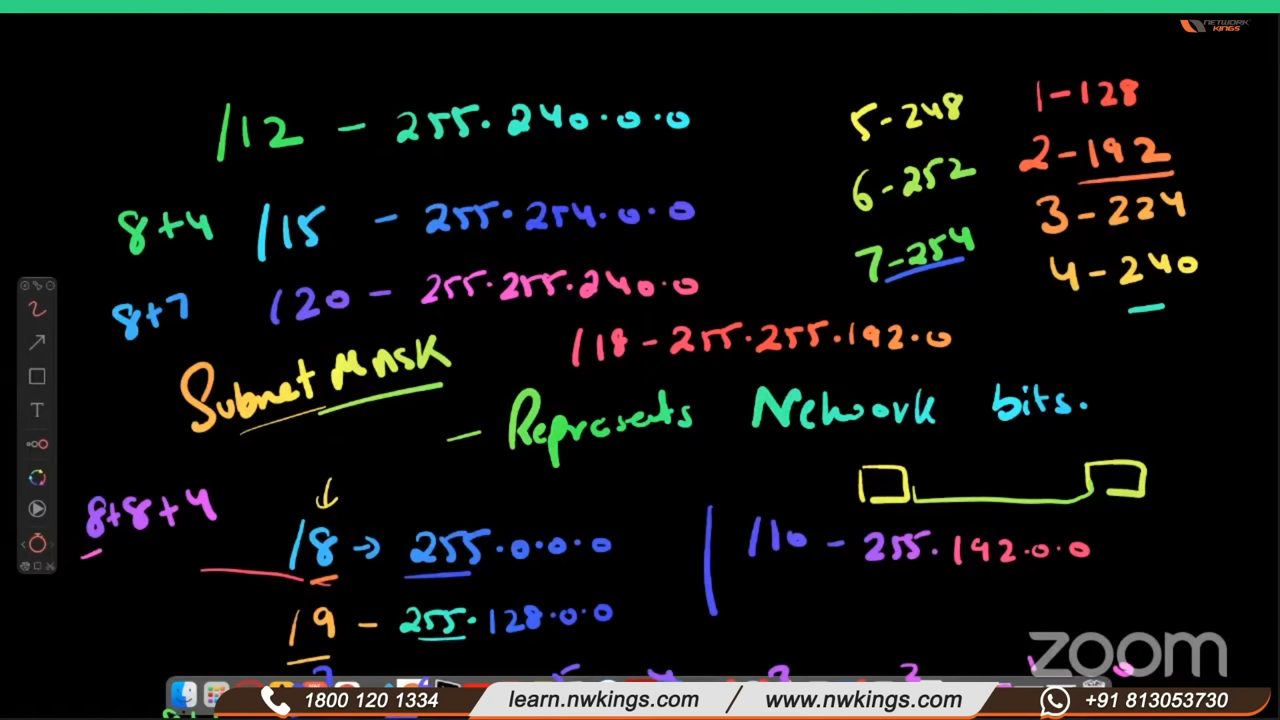 NETWORK
KINGS
/12 - 255.240.0.0
5-248
1-128
6-252
2-192
8+4
/15 - 255.254.0.0
3-224
7-254
4-240
8+7
/20 - 255.255.240.0
/18 - 255.255.192.0
Subnet MASK
- Represents Network bits.
8+8+4
/8 → 255.0.0.0
/10 - 255.192.0.0
/9 - 255.128.0.0
zoom
1800 120 1334
learn.nwkings.com / www.nwkings.com
+91 813053730